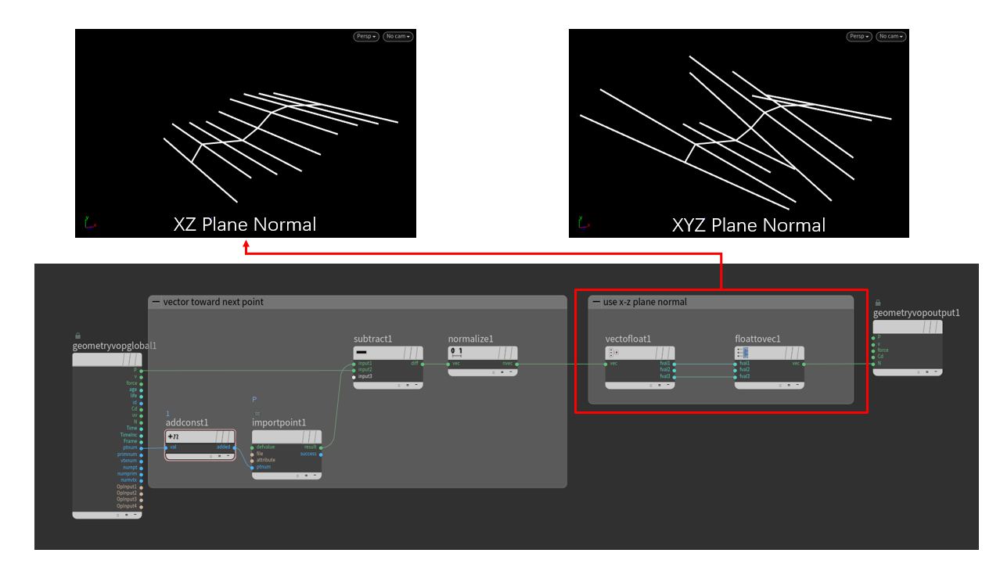 Persp
No cam
y
x
XZ Plane Normal
Persp
No cam
y
x
XYZ Plane Normal
vector toward next point
use x-z plane normal
geometryvopglobal1
P
v
force
age
life
id
Cd
uv
N
Time
TimeInc
Frame
ptnum
primnum
vtxnum
numpt
numprim
numvtx
OpInput1
OpInput2
OpInput3
OpInput4
1
addconst1
+n
val added
P
importpoint1
defvalue result
file success
attribute
ptnum
subtract1
input1 diff
input2
input3
normalize1
0 1
vec nvec
vectofloat1
vec fval1
fval2
fval3
floattovec1
fval1 vec
fval2
fval3
geometryvopoutput1
P
v
force
Cd
N